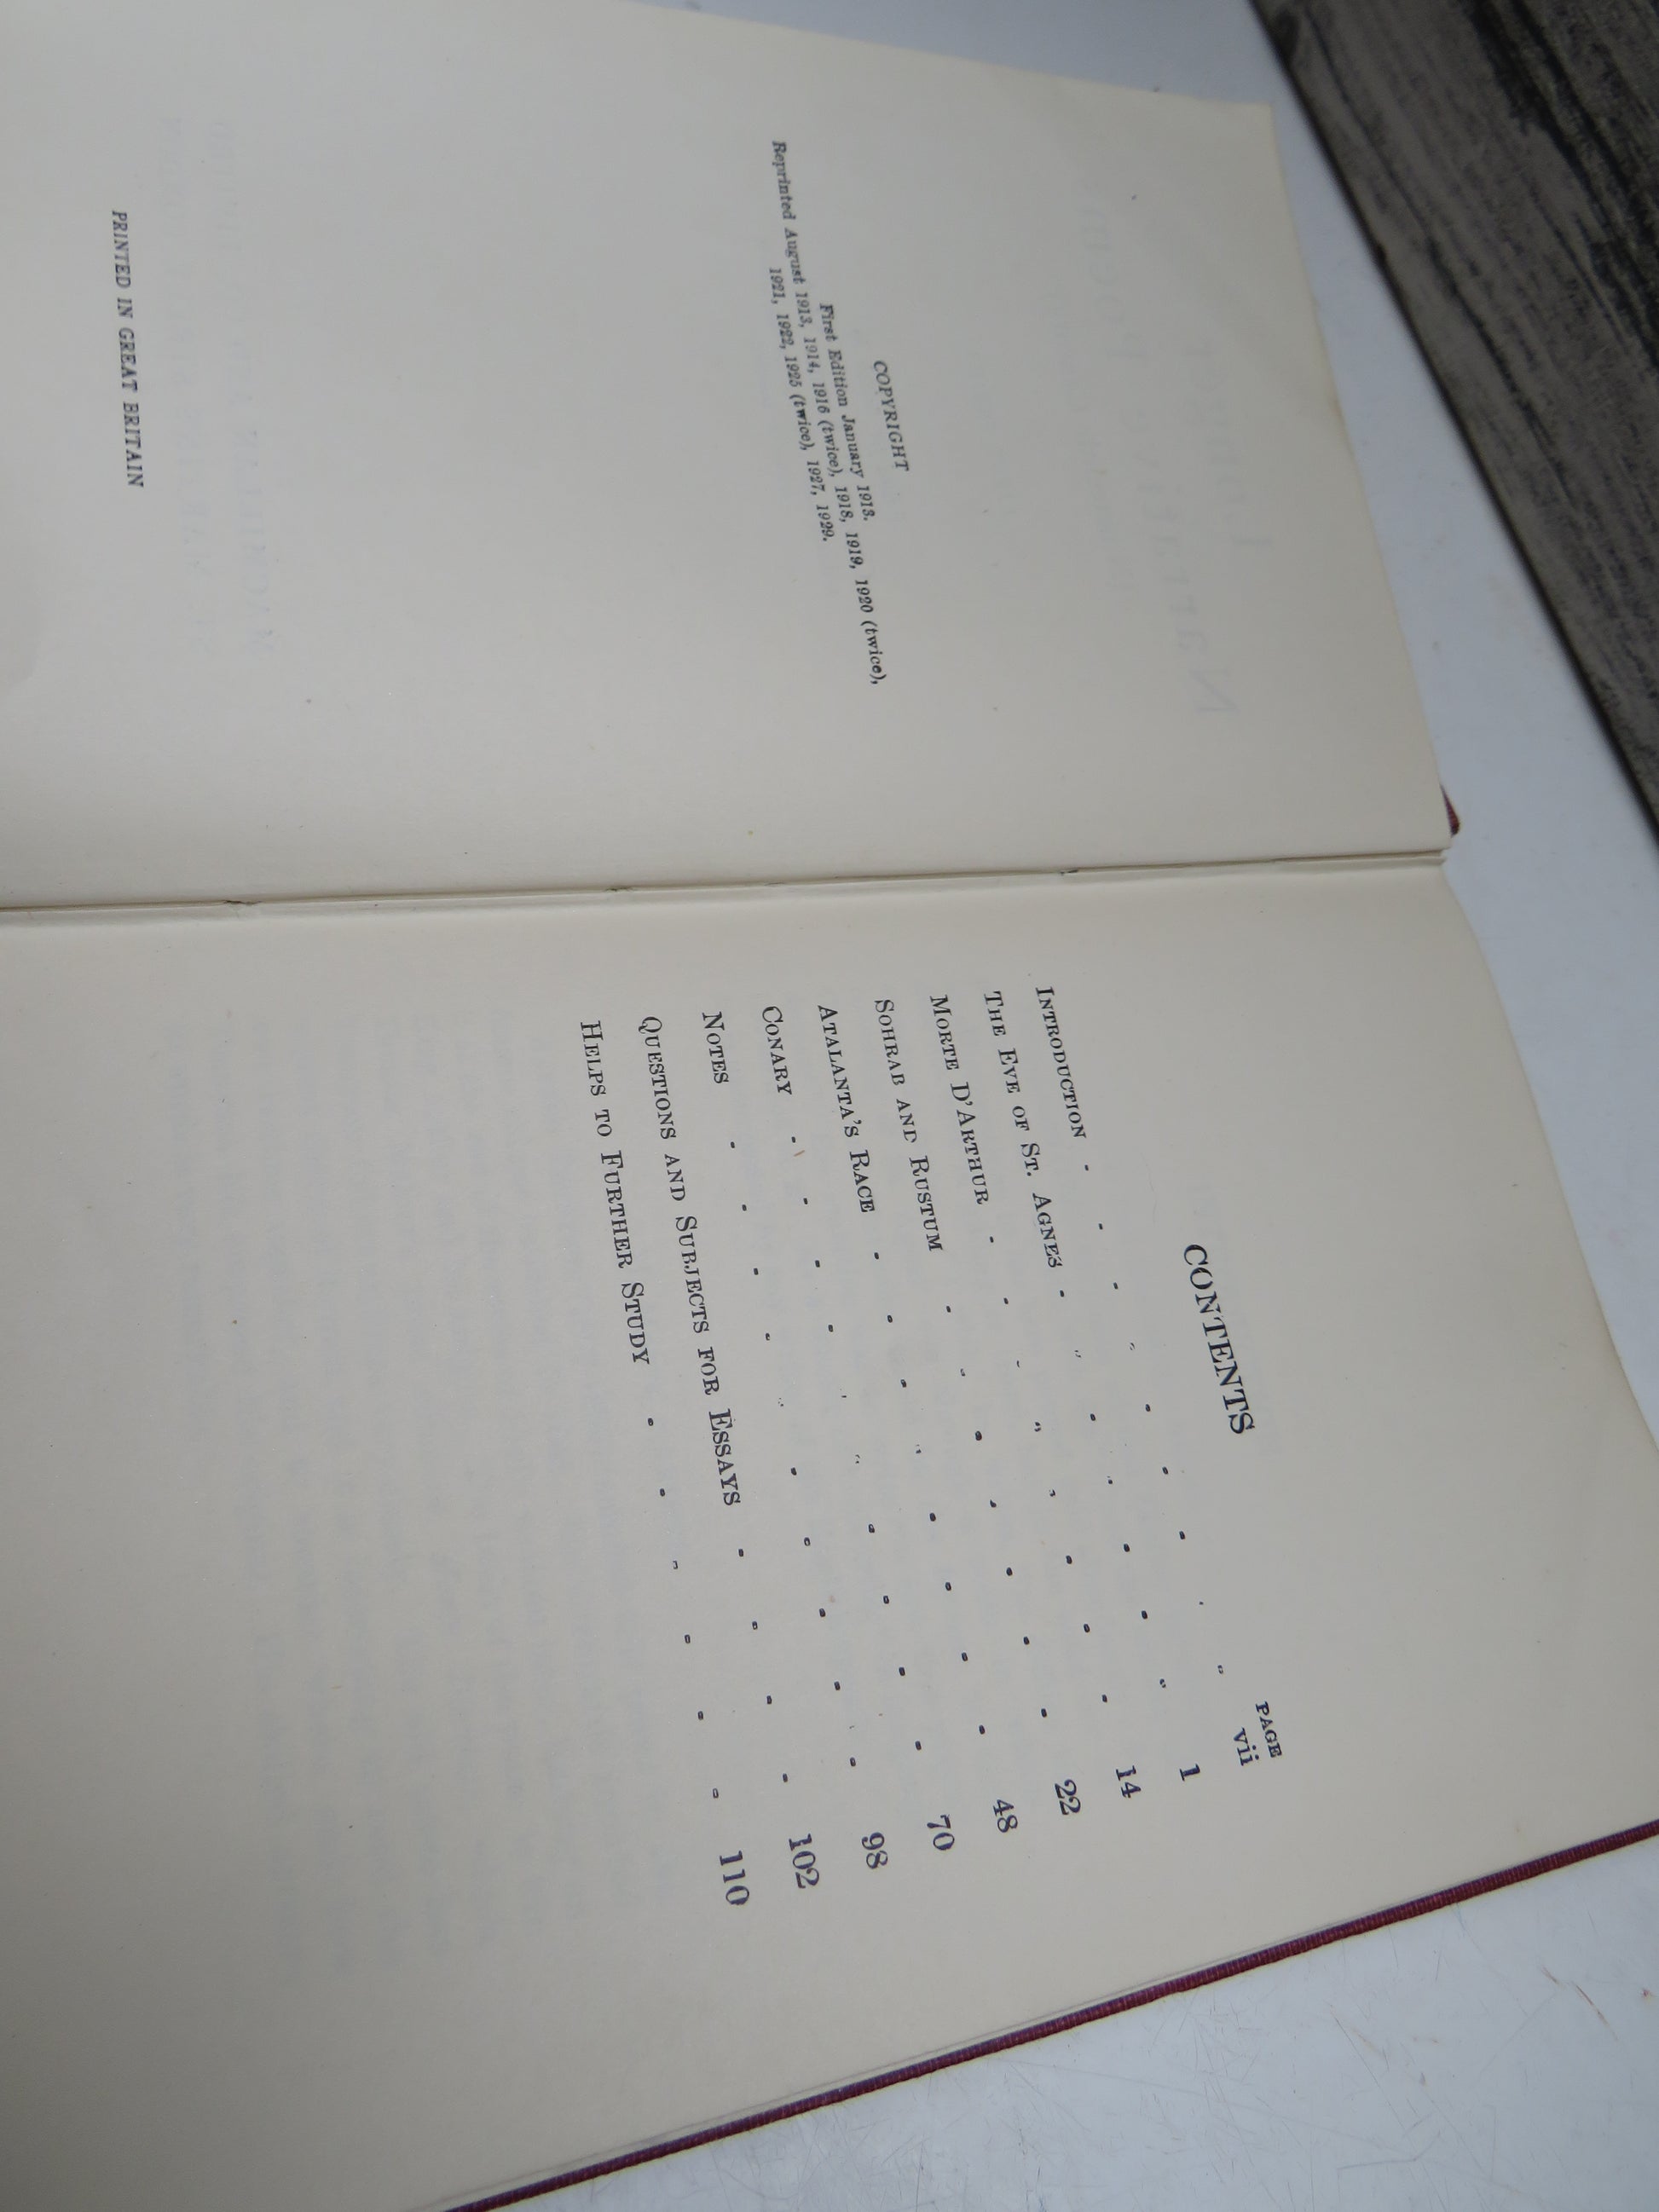 COPYRIGHT
First Edition January 1913.
Reprinted August 1913, 1914, 1916 (twice), 1918, 1919, 1920 (twice),
1921, 1922, 1925 (twice), 1927, 1929.
PRINTED IN GREAT BRITAIN
CONTENTS
PAGE
INTRODUCTION - - - - - - - - - vii
THE EVE OF ST. AGNES - - - - - - - 1
MORTE D'ARTHUR - - - - - - - - 14
SOHRAB AND RUSTUM - - - - - - - 22
ATALANTA'S RACE - - - - - - - - 48
CONARY - - - - - - - - - - 70
NOTES - - - - - - - - - - 98
QUESTIONS AND SUBJECTS FOR ESSAYS - - - - 102
HELPS TO FURTHER STUDY - - - - - - 110